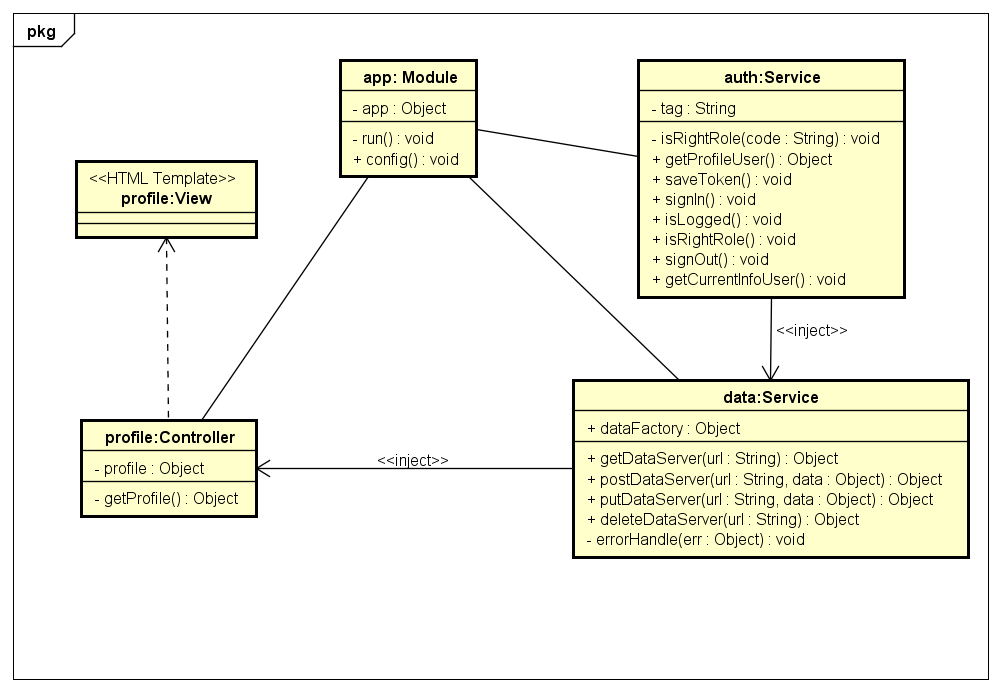 pkg
app: Module
- app : Object
- run() : void
+ config() : void
auth:Service
- tag : String
- isRightRole(code : String) : void
+ getProfileUser() : Object
+ saveToken() : void
+ signIn() : void
+ isLogged() : void
+ isRightRole() : void
+ signOut() : void
+ getCurrentInfoUser() : void
<<HTML Template>>
profile:View
<<inject>>
profile:Controller
- profile : Object
- getProfile() : Object
<<inject>>
data:Service
+ dataFactory : Object
+ getDataServer(url : String) : Object
+ postDataServer(url : String, data : Object) : Object
+ putDataServer(url : String, data : Object) : Object
+ deleteDataServer(url : String) : Object
- errorHandle(err : Object) : void